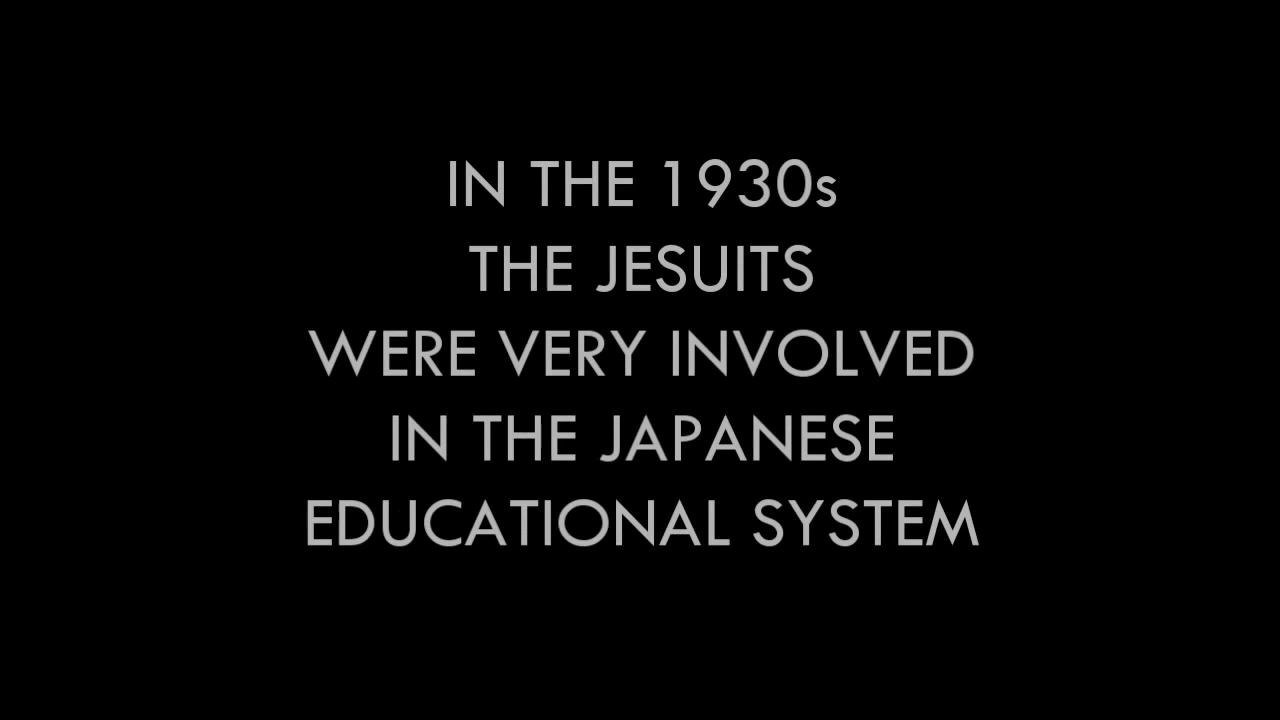 IN THE 1930s
THE JESUITS
WERE VERY INVOLVED
IN THE JAPANESE
EDUCATIONAL SYSTEM